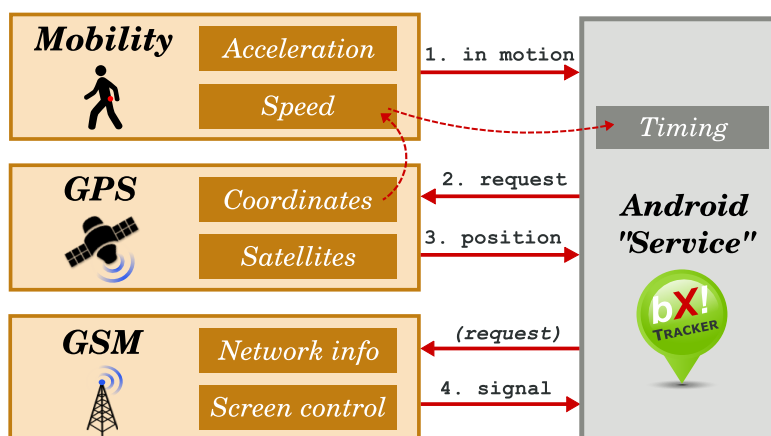 Mobility
Acceleration
Speed
1. in motion
Timing
GPS
Coordinates
Satellites
2. request
3. position
Android
"Service"
bX!
TRACKER
GSM
Network info
Screen control
(request)
4. signal